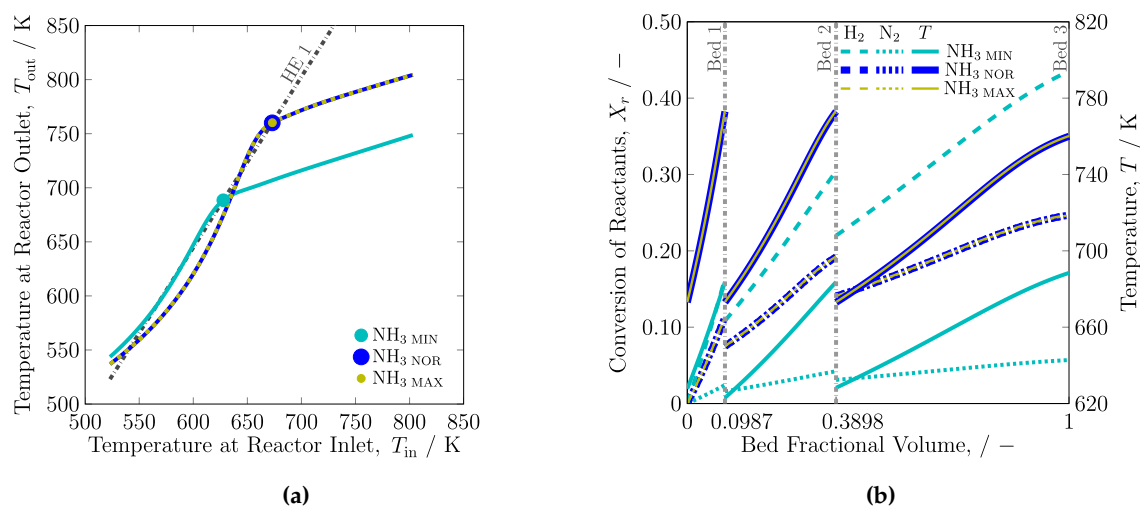 850
800
750
700
650
600
550
500
500 550 600 650 700 750 800 850
Temperature at Reactor Outlet, T_out / K
Temperature at Reactor Inlet, T_in / K
HE 1
NH3 MIN
NH3 NOR
NH3 MAX
(a)
0.50
0.40
0.30
0.20
0.10
0
0 0.0987 0.3898 1
820
780
740
700
660
620
Conversion of Reactants, X_r / −
Bed Fractional Volume, / −
Temperature, T / K
Bed 1
Bed 2
Bed 3
H2 N2 T
NH3 MIN
NH3 NOR
NH3 MAX
(b)